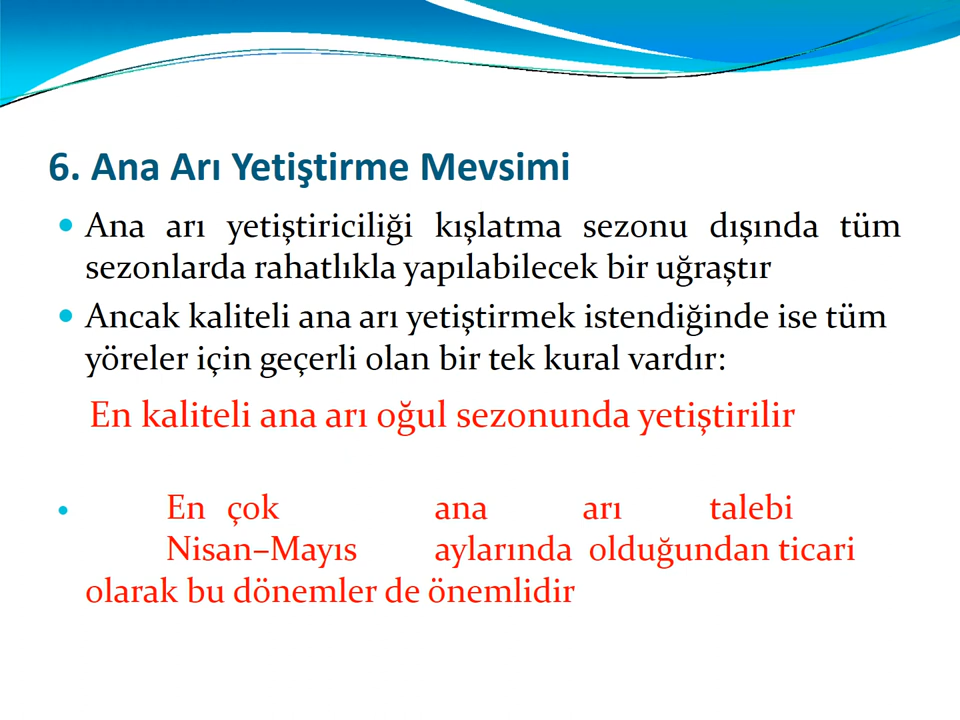 6. Ana Arı Yetiştirme Mevsimi
• Ana arı yetiştiriciliği kışlatma sezonu dışında tüm
sezonlarda rahatlıkla yapılabilecek bir uğraştır
• Ancak kaliteli ana arı yetiştirmek istendiğinde ise tüm
yöreler için geçerli olan bir tek kural vardır:
En kaliteli ana arı oğul sezonunda yetiştirilir
• En çok ana arı talebi
Nisan–Mayıs aylarında olduğundan ticari
olarak bu dönemler de önemlidir